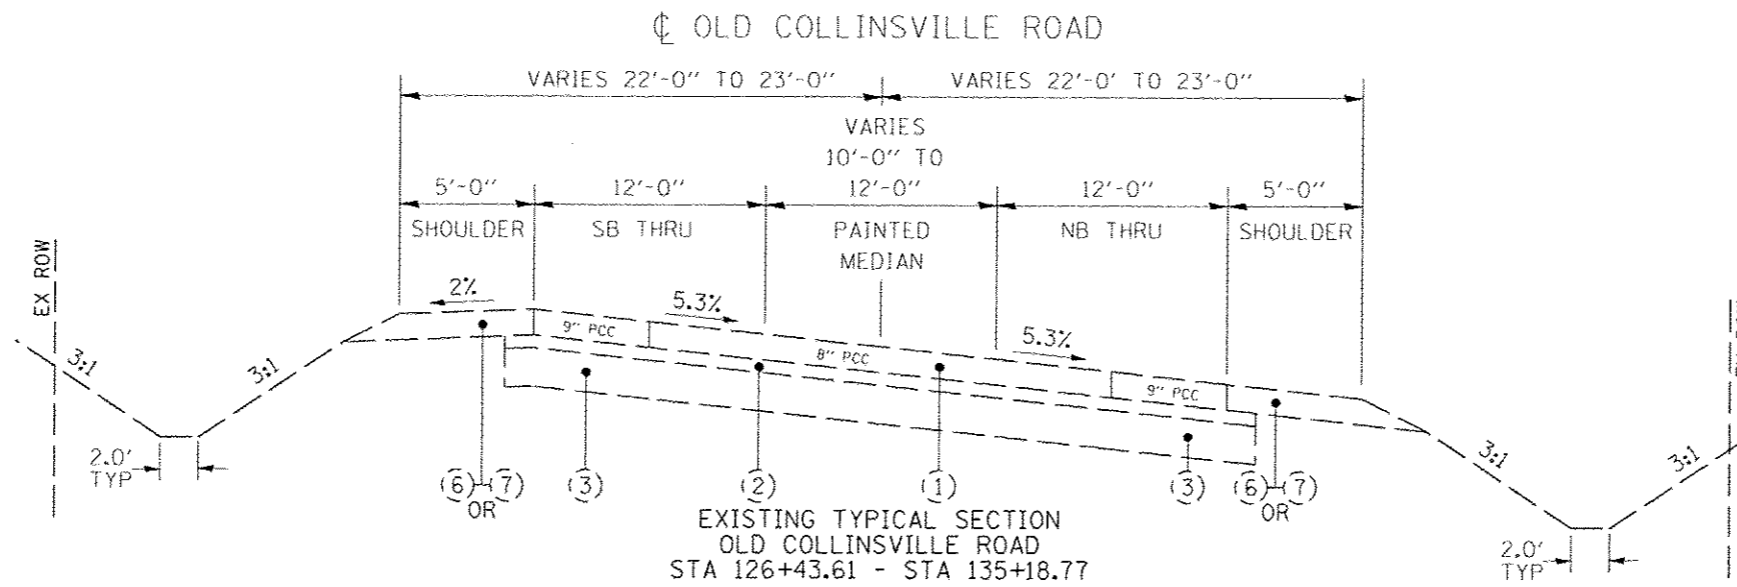 ℄ OLD COLLINSVILLE ROAD
VARIES 22'-0" TO 23'-0"
VARIES 22'-0' TO 23'-0"
VARIES
10'-0" TO
12'-0"
5'-0"
12'-0"
12'-0"
5'-0"
SHOULDER
SB THRU
PAINTED
MEDIAN
NB THRU
SHOULDER
EX ROW
2%
5.3%
5.3%
9" PCC
8" PCC
9" PCC
3:1
3:1
3:1
3:1
2.0'
TYP
2.0'
TYP
(6) (7)
OR
(3)
(2)
(1)
(3)
(6) (7)
OR
EXISTING TYPICAL SECTION
OLD COLLINSVILLE ROAD
STA 126+43.61 - STA 135+18.77